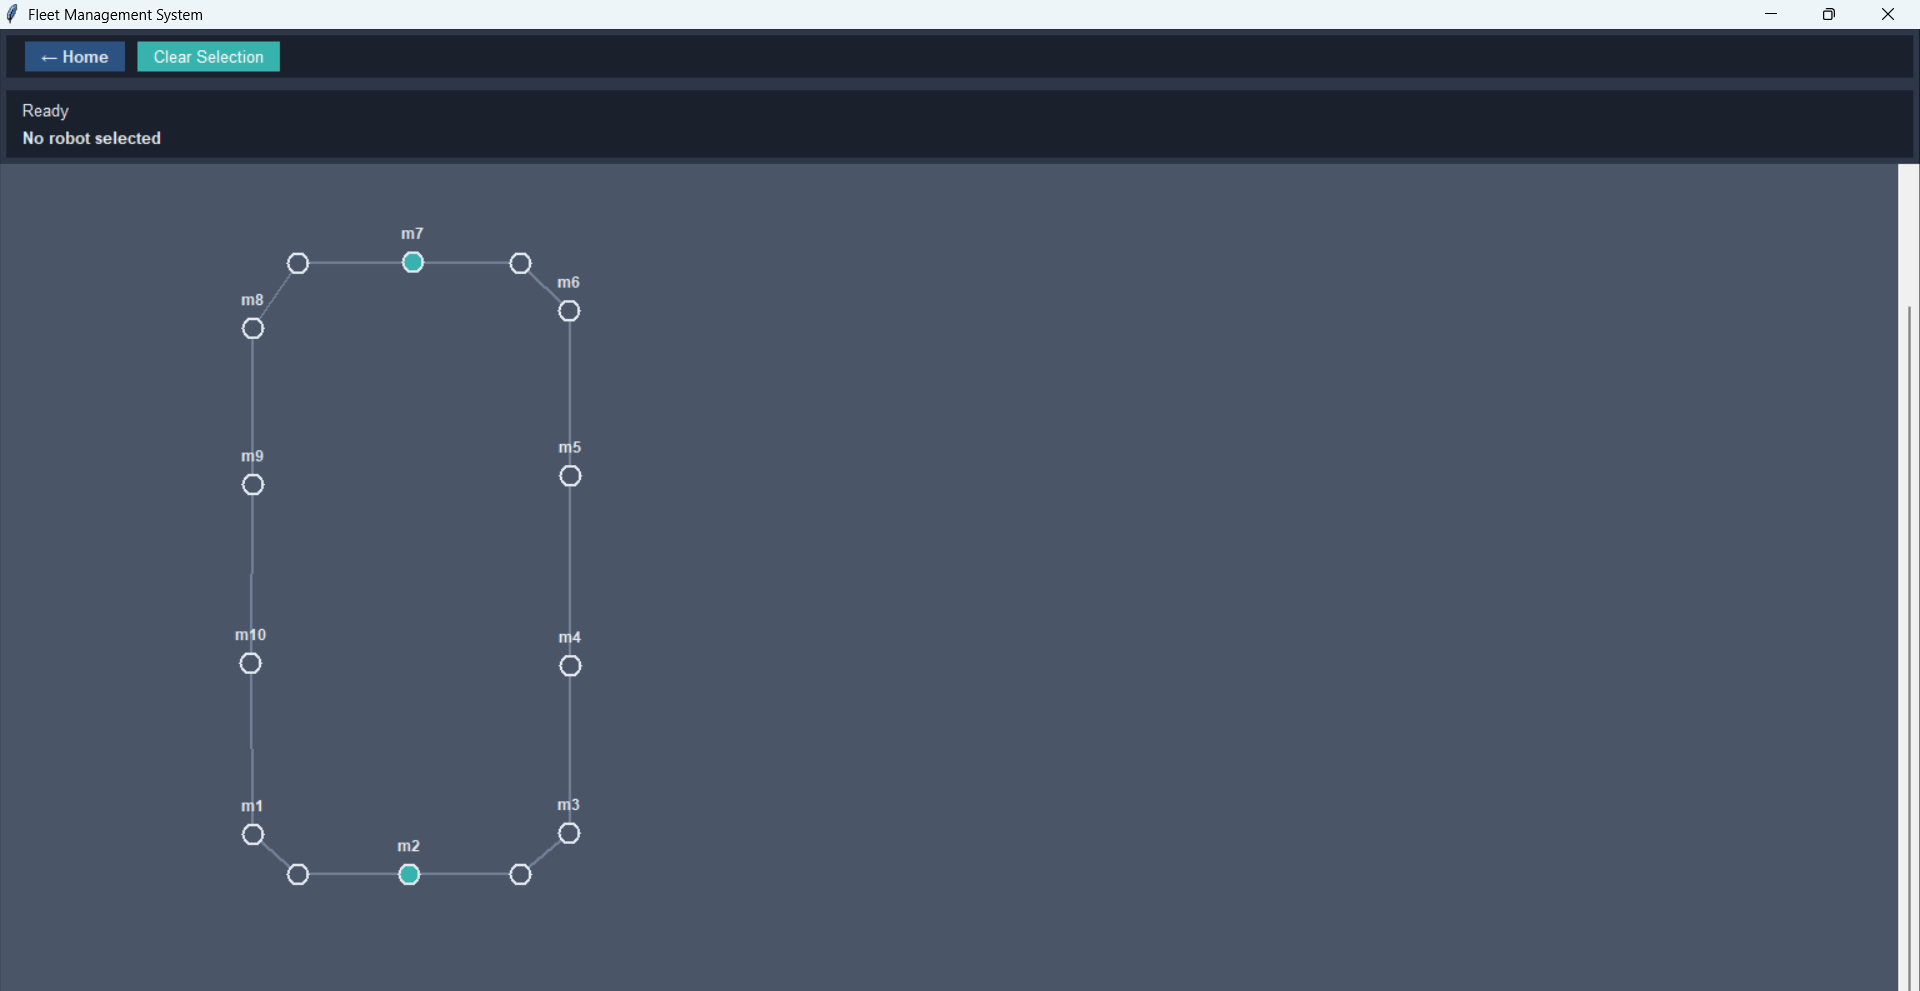 Fleet Management System
← Home
Clear Selection
Ready
No robot selected
m7
m6
m8
m5
m9
m10
m4
m3
m1
m2